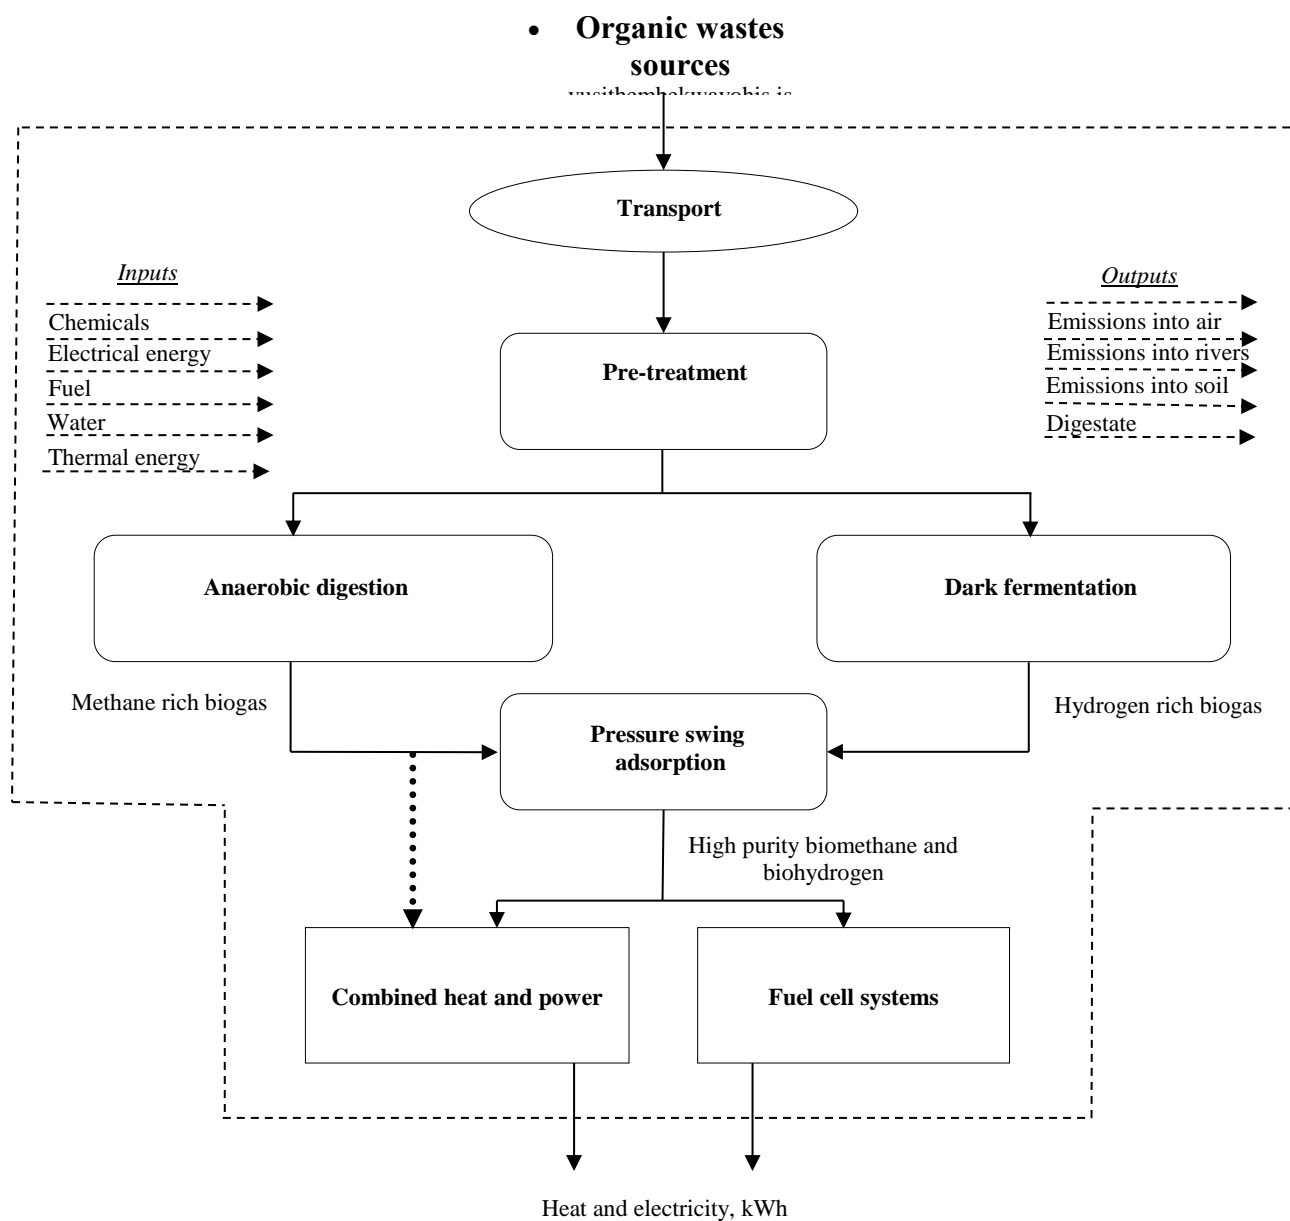 • Organic wastes
sources
Transport
Inputs
Chemicals
Electrical energy
Fuel
Water
Thermal energy
Outputs
Emissions into air
Emissions into rivers
Emissions into soil
Digestate
Pre-treatment
Anaerobic digestion
Dark fermentation
Methane rich biogas
Hydrogen rich biogas
Pressure swing
adsorption
High purity biomethane and
biohydrogen
Combined heat and power
Fuel cell systems
Heat and electricity, kWh